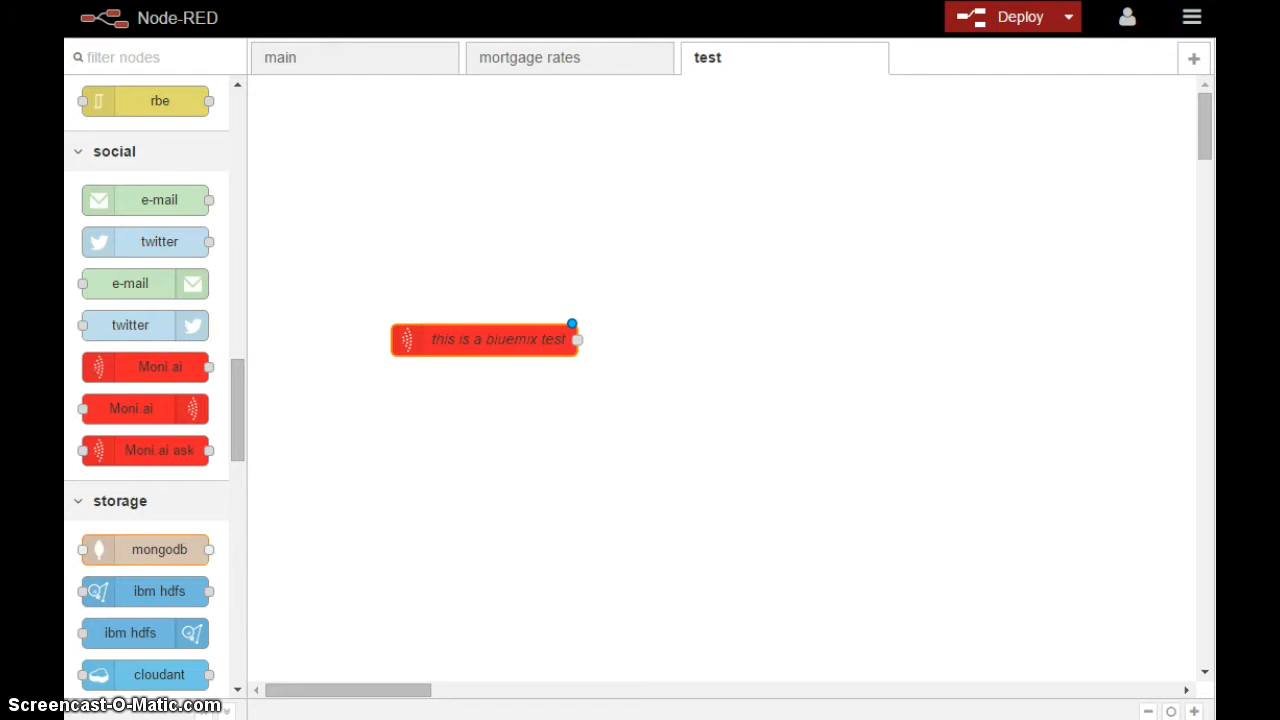 Node-RED
Deploy
filter nodes
main
mortgage rates
test
rbe
social
e-mail
twitter
e-mail
twitter
Moni.ai
Moni.ai
Moni.ai ask
this is a bluemix test
storage
mongodb
ibm hdfs
ibm hdfs
cloudant
Screencast-O-Matic.com